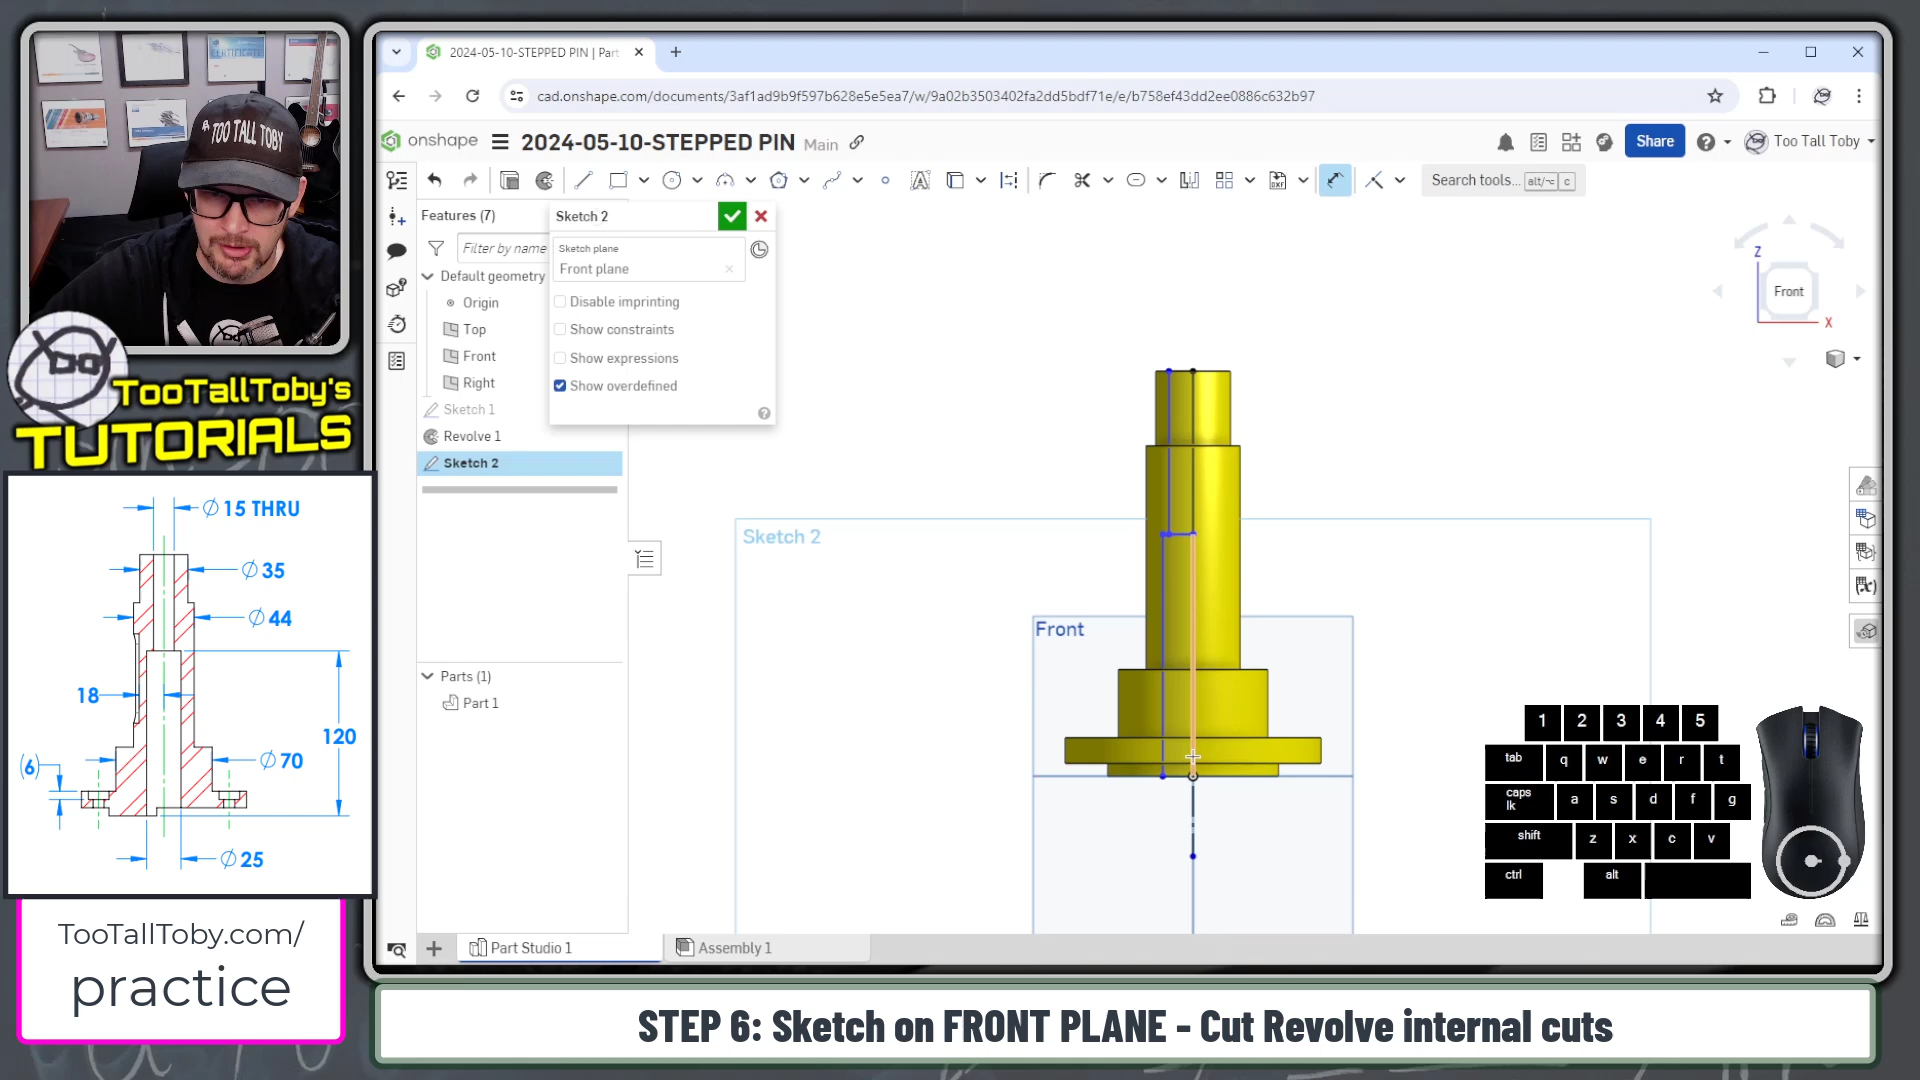 2024-05-10-STEPPED PIN | Part
cad.onshape.com/documents/3af1ad9b9f597b628e5e5ea7/w/9a02b3503402fa2dd5bdf71e/e/b758ef43dd2ee0886c632b97
onshape
2024-05-10-STEPPED PIN
Main
Share
Too Tall Toby
Search tools...
alt/⌥
c
Features (7)
Filter by name
Default geometry
Origin
Top
Front
Right
Sketch 1
Revolve 1
Sketch 2
Sketch 2
Sketch plane
Front plane
Disable imprinting
Show constraints
Show expressions
Show overdefined
Parts (1)
Part 1
Sketch 2
Front
Z
Front
X
Part Studio 1
Assembly 1
CERTIFICATE
TOO TALL TOBY
TooTallToby's
TUTORIALS
∅ 15 THRU
∅ 35
∅ 44
18
120
(6)
∅ 70
∅ 25
TooTallToby.com/
practice
1 2 3 4 5
tab q w e r t
caps lk a s d f g
shift z x c v
ctrl alt
STEP 6: Sketch on FRONT PLANE - Cut Revolve internal cuts